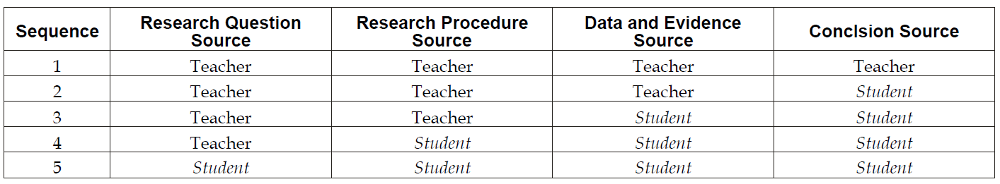 Sequence Research Question Source Research Procedure Source Data and Evidence Source Conclsion Source
1 Teacher Teacher Teacher Teacher
2 Teacher Teacher Teacher Student
3 Teacher Teacher Student Student
4 Teacher Student Student Student
5 Student Student Student Student